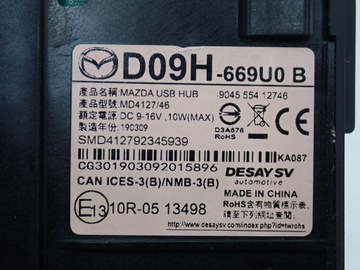 D09H-669U0 B
產品名稱:MAZDA USB HUB 9045 554 12746
產品型號:MD4127/46
額定電壓:DC 9-16V ,10W(MAX)
製造年份:190309
D3A876
RoHS
SMD412792345939
KA087
CG301903092015896
DESAY SV
automotive
CAN ICES-3(B)/NMB-3(B)
MADE IN CHINA
RoHS含有物質標示表
請至下列網址查閱:
E13 10R-05 13498
http://www.desaysv.com/index.php?id=twrohs